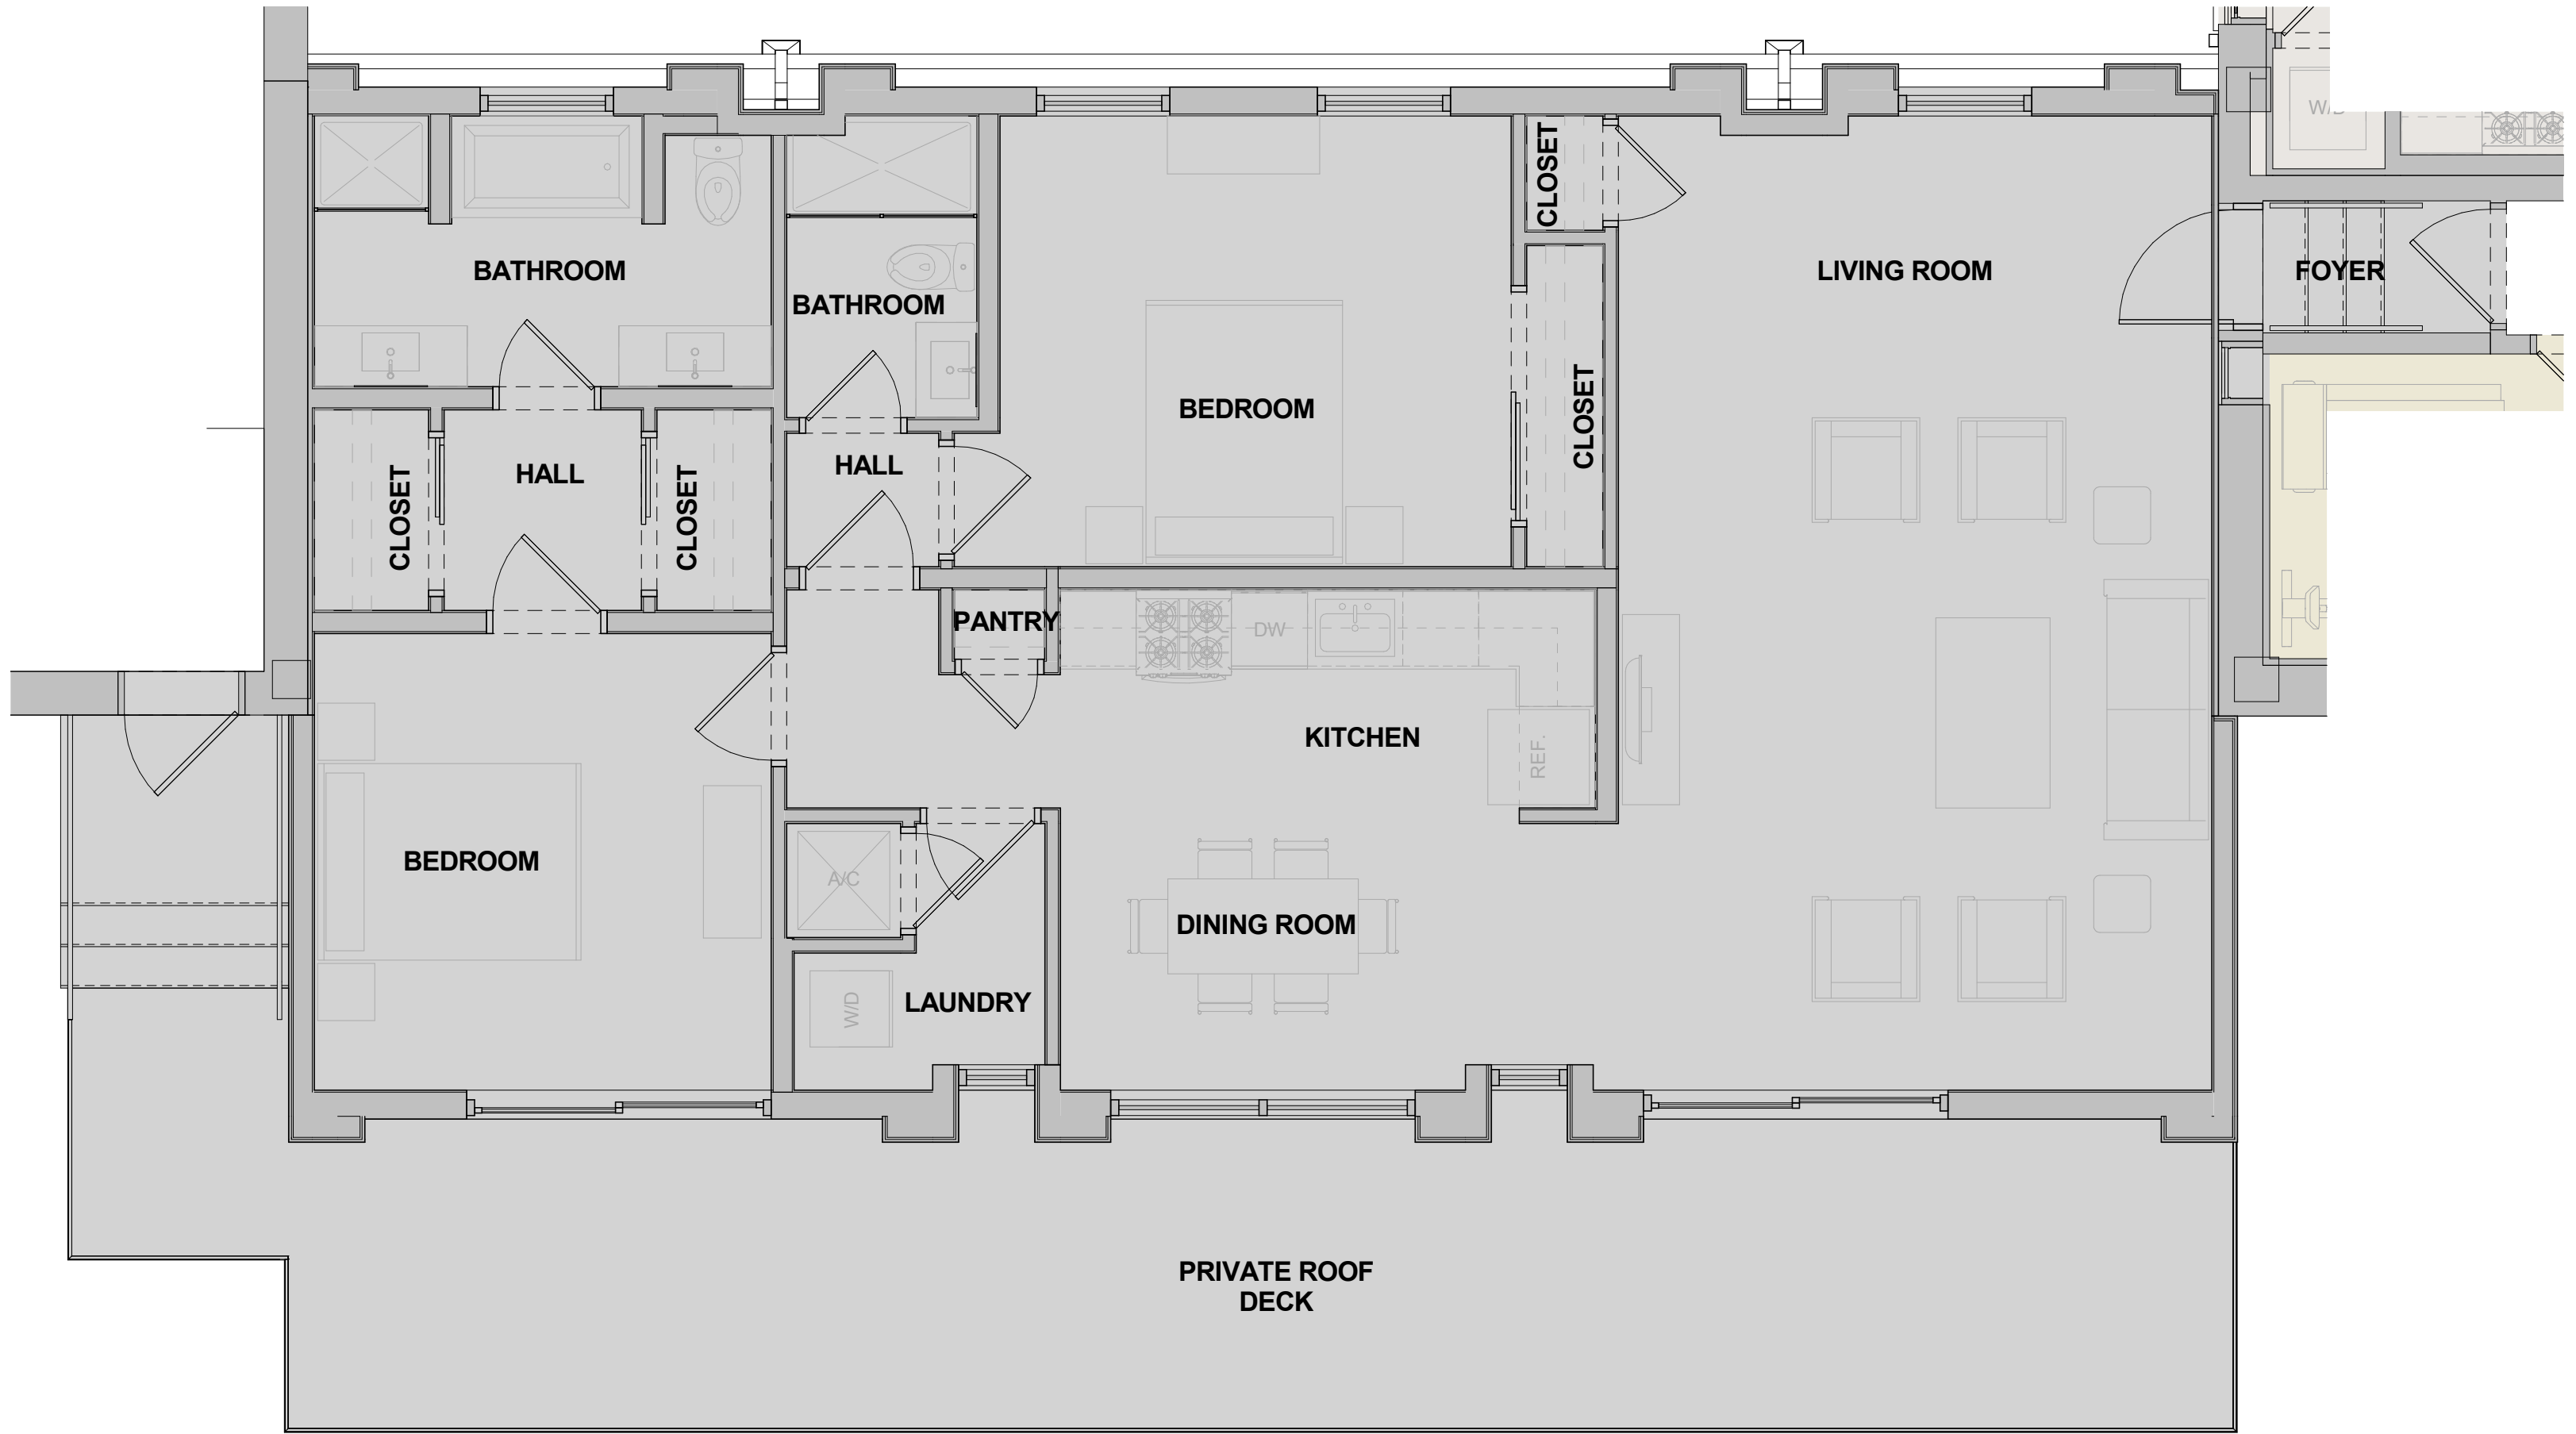 W/D
CLOSET
BATHROOM
LIVING ROOM
FOYER
BATHROOM
BEDROOM
CLOSET
HALL
HALL
CLOSET
CLOSET
PANTRY
DW
KITCHEN
REF.
BEDROOM
A/C
DINING ROOM
W/D
LAUNDRY
PRIVATE ROOF
DECK